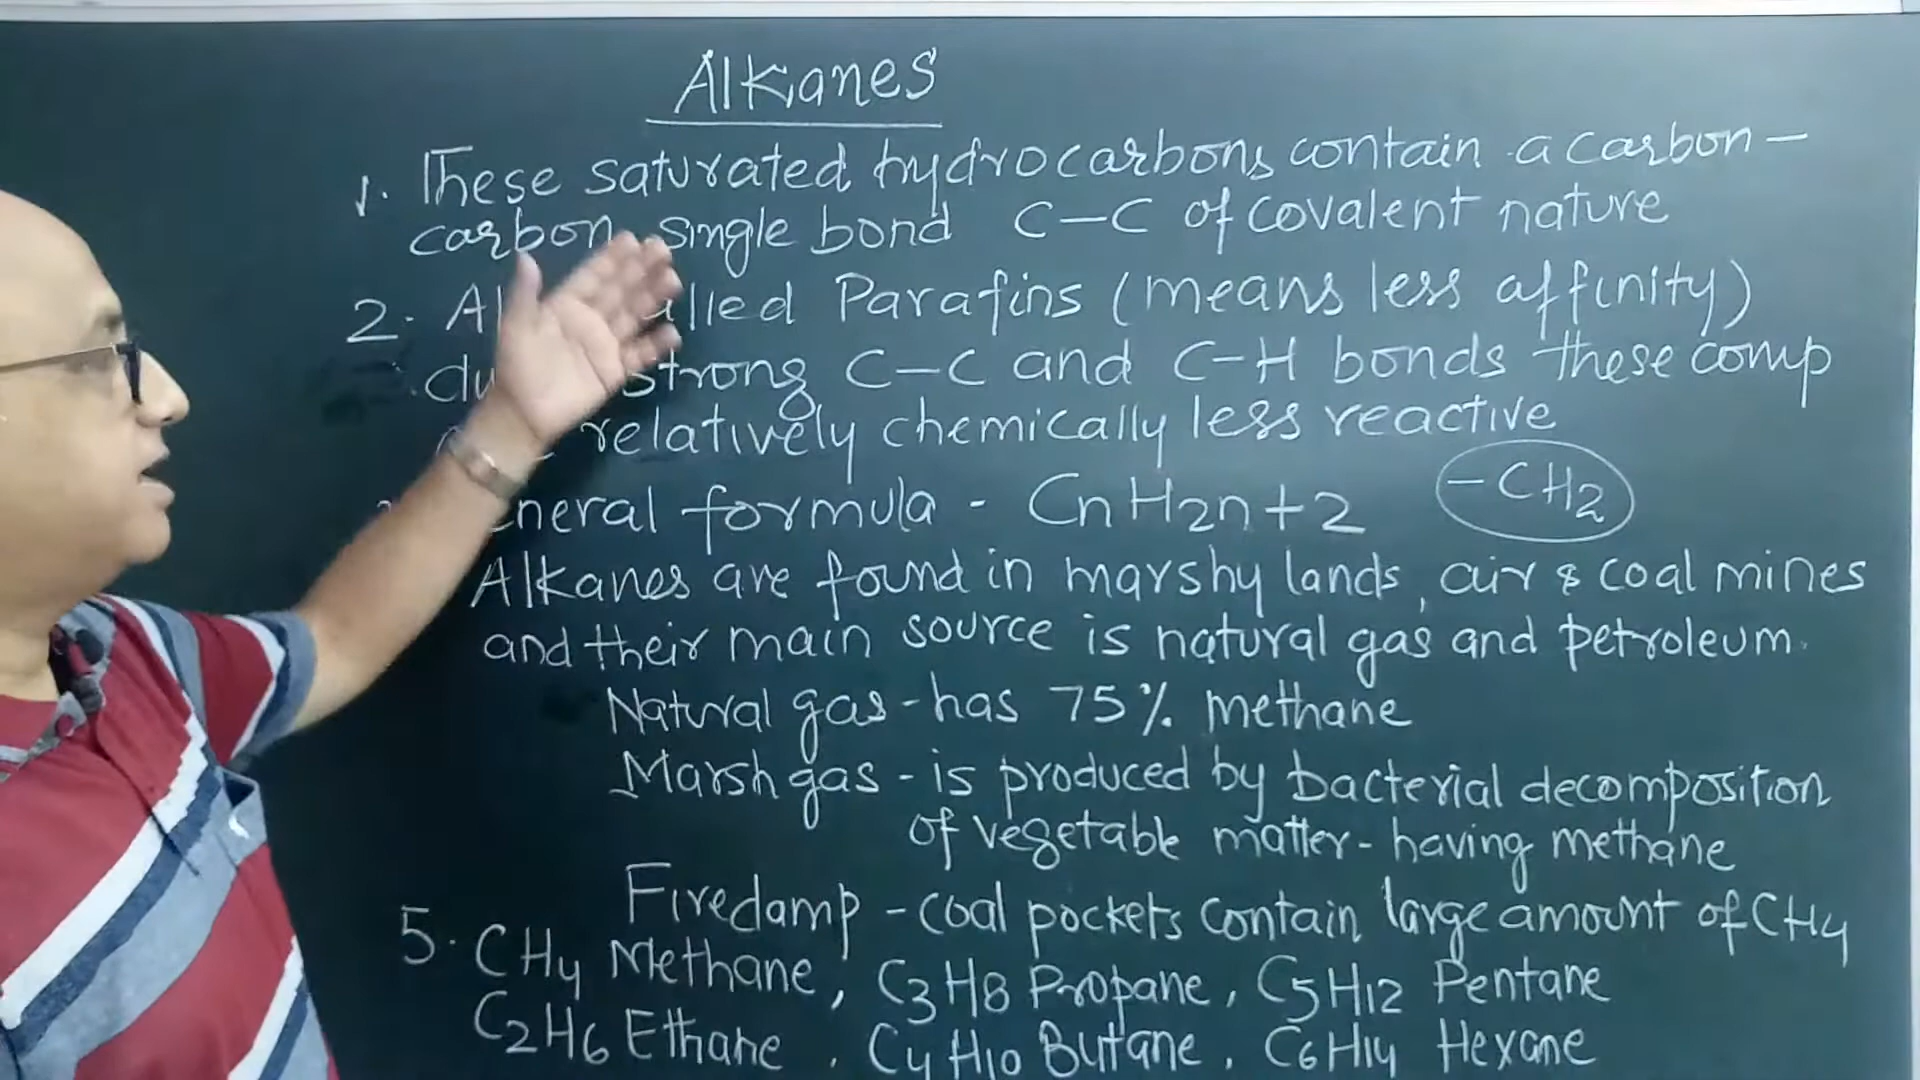 Alkanes
1. These saturated hydrocarbons contain a carbon-
carbon single bond C-C of covalent nature
2. Al lled Parafins (means less affinity)
du strong C-C and C-H bonds these comp
relatively chemically less reactive
neral formula - CnH2n+2 -CH2
Alkanes are found in marshy lands, air & coal mines
and their main source is natural gas and petroleum.
Natural gas - has 75% methane
Marsh gas - is produced by bacterial decomposition
of vegetable matter - having methane
Firedamp - coal pockets contain large amount of CH4
5. CH4 Methane, C3H8 Propane, C5H12 Pentane
C2H6 Ethane, C4H10 Butane, C6H14 Hexane